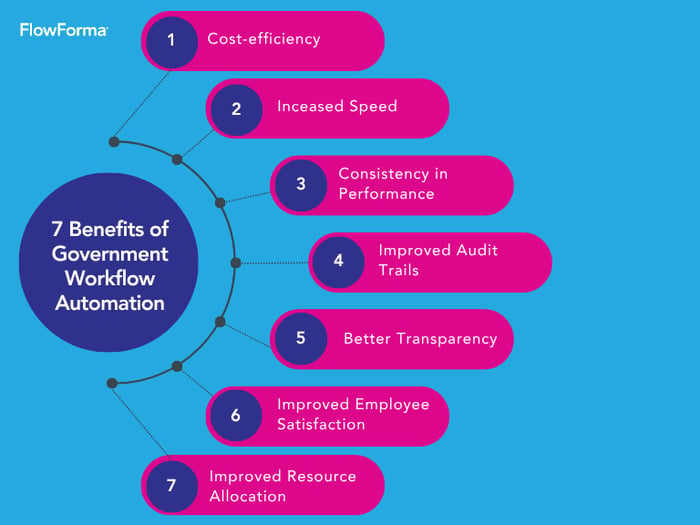 FlowForma
1
Cost-efficiency
2
Inceased Speed
3
Consistency in
Performance
7 Benefits of
Government
Workflow
Automation
4
Improved Audit
Trails
5
Better Transparency
6
Improved Employee
Satisfaction
7
Improved Resource
Allocation